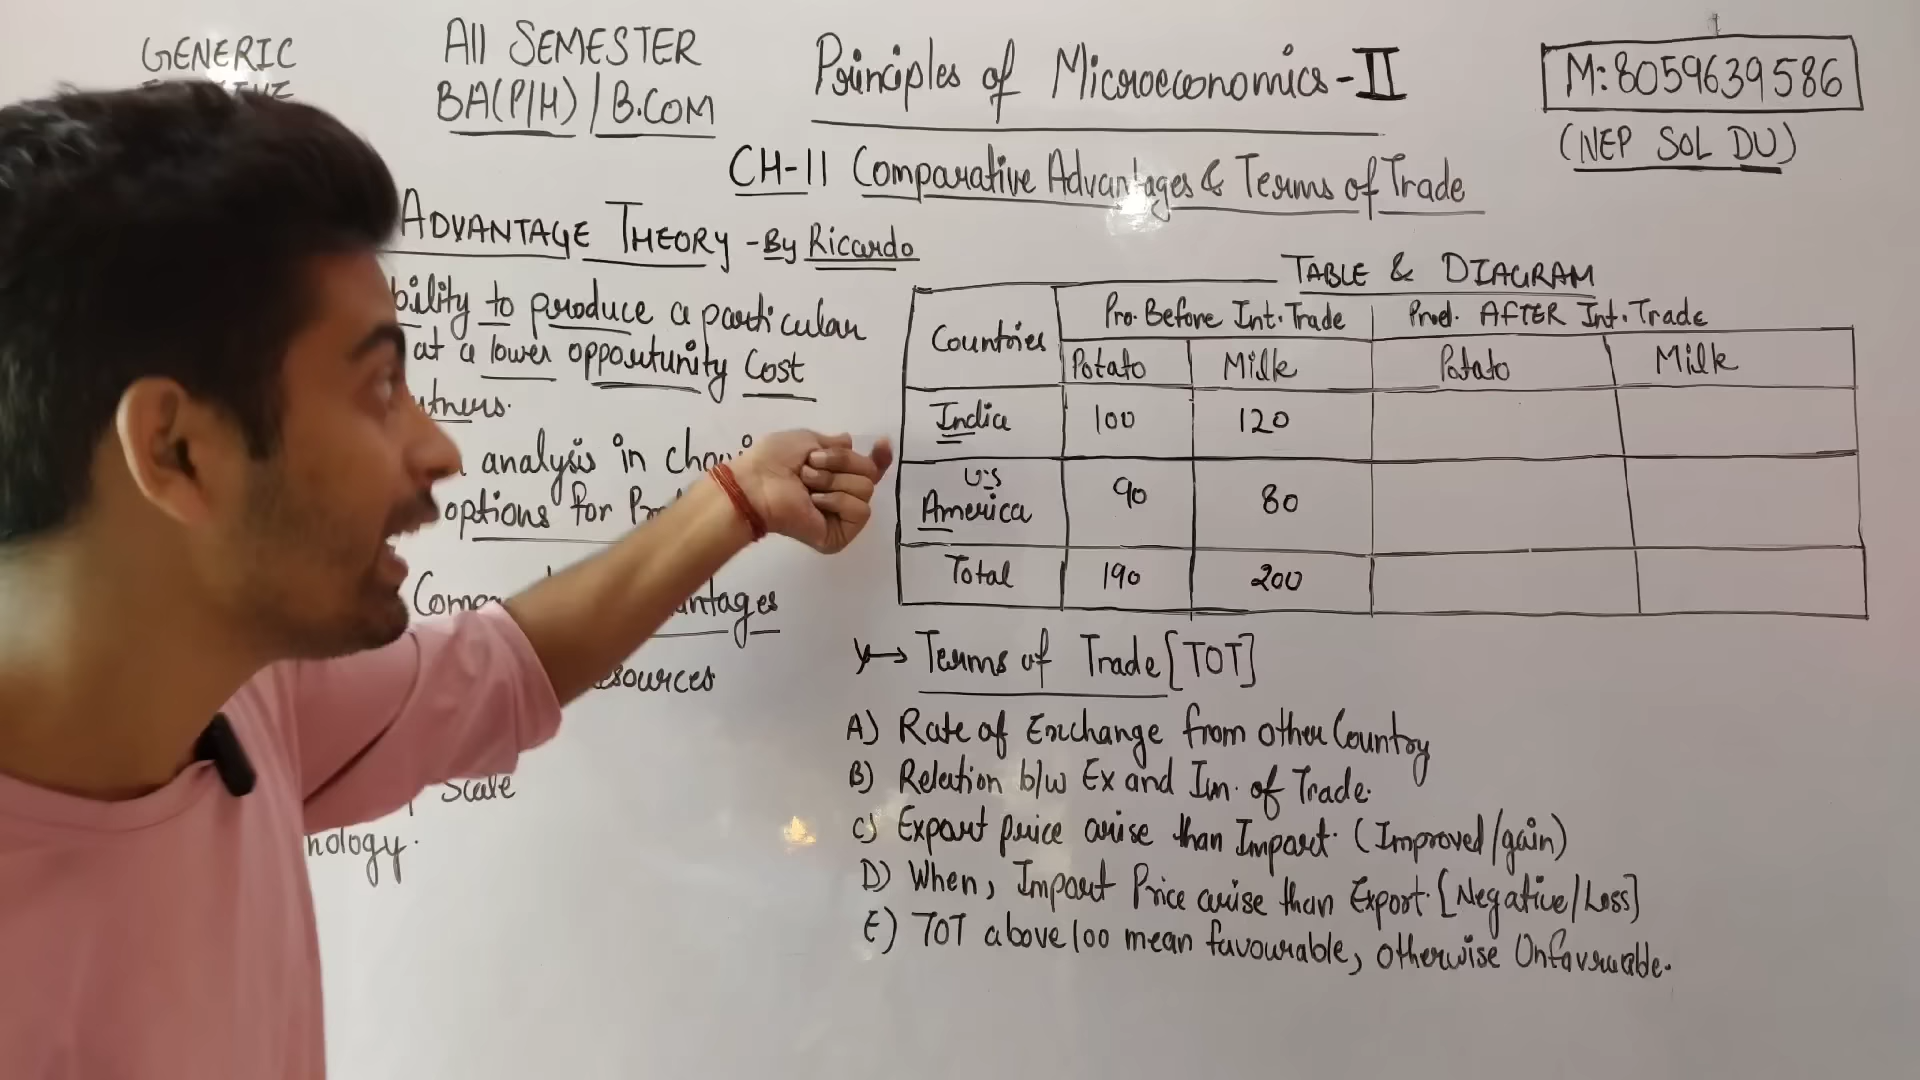 GENERIC
All SEMESTER
BA(P/H) / B.COM
Principles of Microeconomics-II
M: 8059639586
(NEP SOL DU)
CH-11 Comparative Advantages & Terms of Trade
ADVANTAGE THEORY - By Ricardo
bility to produce a particular
at a lower opportunity Cost
analysis in
options for
ntages
esources
Scale
nology.
TABLE & DIAGRAM
Countries Pro. Before Int. Trade Prod. AFTER Int. Trade
Potato Milk Potato Milk
India 100 120
U.S America 90 80
Total 190 200
Terms of Trade [TOT]
A) Rate of Exchange from other Country
B) Relation b/w Ex and Im. of Trade.
C) Export price arise than Import. (Improved/gain)
D) When, Import Price arise than Export. [Negative/Loss]
E) TOT above 100 mean favourable, otherwise Unfavourable.